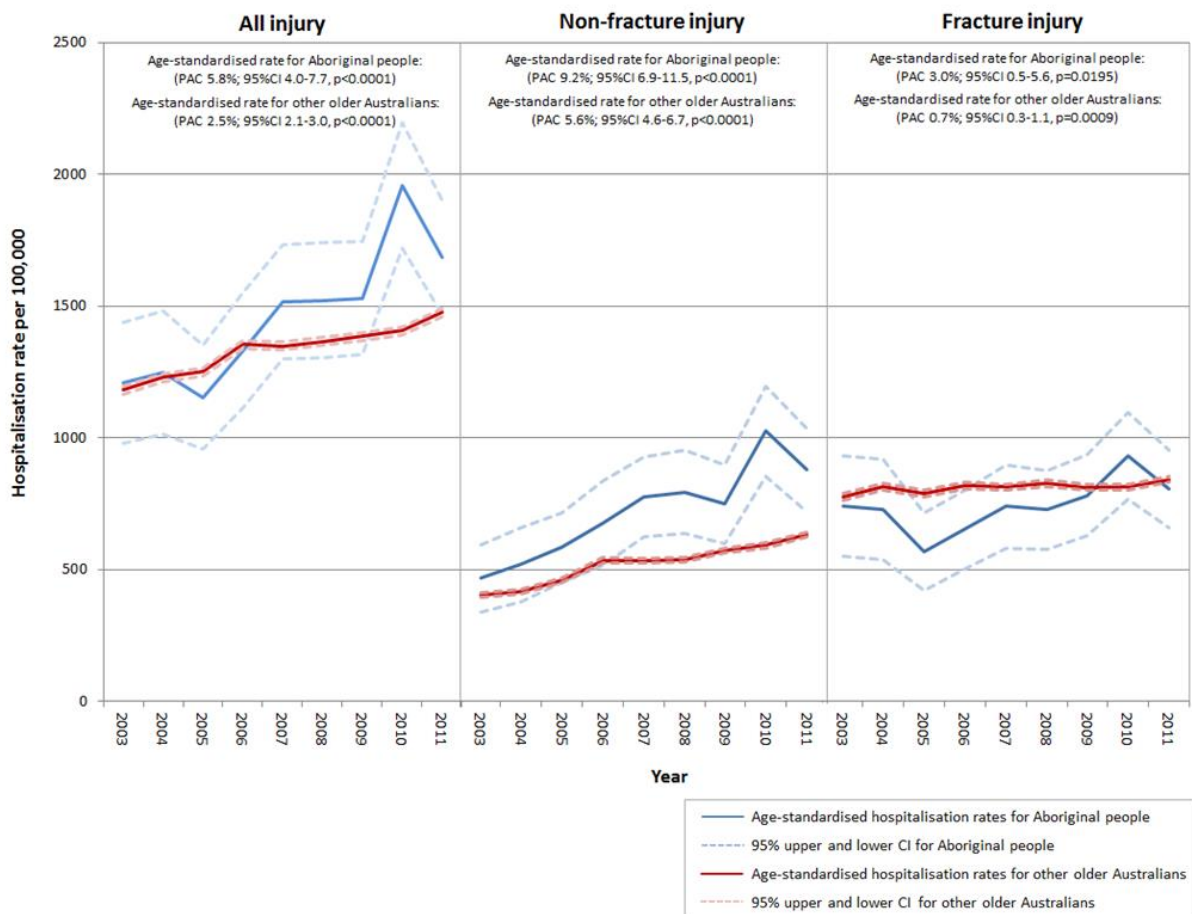 All injury
Non-fracture injury
Fracture injury
2500
2000
1500
1000
500
0
Hospitalisation rate per 100,000
Age-standardised rate for Aboriginal people:
(PAC 5.8%; 95%CI 4.0-7.7, p<0.0001)
Age-standardised rate for other older Australians:
(PAC 2.5%; 95%CI 2.1-3.0, p<0.0001)
Age-standardised rate for Aboriginal people:
(PAC 9.2%; 95%CI 6.9-11.5, p<0.0001)
Age-standardised rate for other older Australians:
(PAC 5.6%; 95%CI 4.6-6.7, p<0.0001)
Age-standardised rate for Aboriginal people:
(PAC 3.0%; 95%CI 0.5-5.6, p=0.0195)
Age-standardised rate for other older Australians:
(PAC 0.7%; 95%CI 0.3-1.1, p=0.0009)
2003
2004
2005
2006
2007
2008
2009
2010
2011
2003
2004
2005
2006
2007
2008
2009
2010
2011
2003
2004
2005
2006
2007
2008
2009
2010
2011
Year
Age-standardised hospitalisation rates for Aboriginal people
95% upper and lower CI for Aboriginal people
Age-standardised hospitalisation rates for other older Australians
95% upper and lower CI for other older Australians